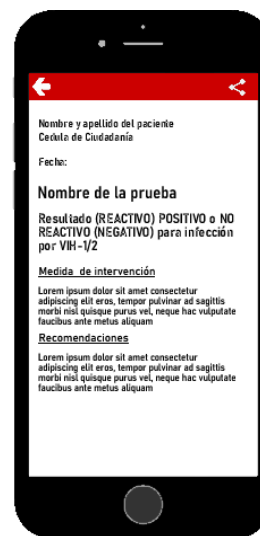 Nombre y apellido del paciente
Cedula de Ciudadanía
Fecha:
Nombre de la prueba
Resultado (REACTIVO) POSITIVO o NO
REACTIVO (NEGATIVO) para infección
por VIH-1/2
Medida de intervención
Lorem ipsum dolor sit amet consectetur
adipiscing elit eros, tempor pulvinar ad sagittis
morbi nisl quisque purus vel, neque hac vulputate
faucibus ante metus aliquam
Recomendaciones
Lorem ipsum dolor sit amet consectetur
adipiscing elit eros, tempor pulvinar ad sagittis
morbi nisl quisque purus vel, neque hac vulputate
faucibus ante metus aliquam